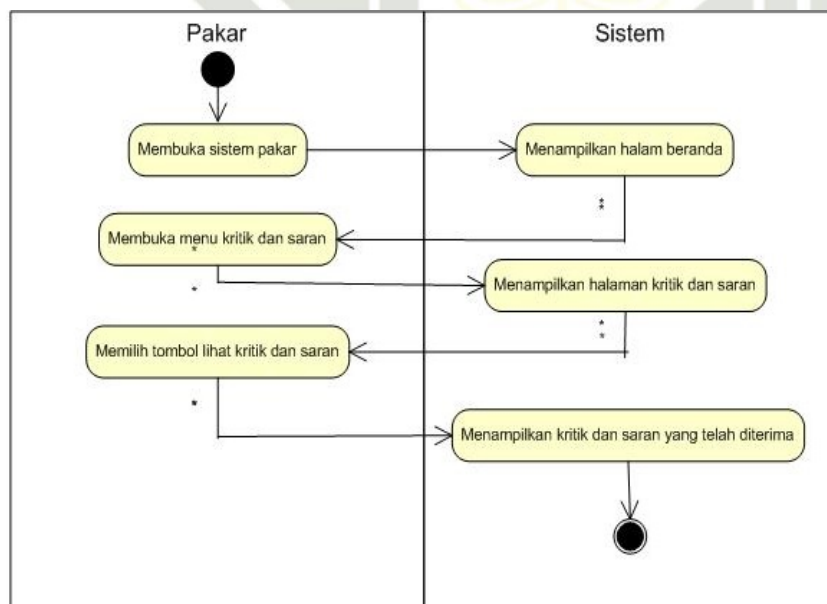 Pakar
Sistem
Membuka sistem pakar
Menampilkan halam beranda
*
*
Membuka menu kritik dan saran
*
*
Menampilkan halaman kritik dan saran
*
*
Memilih tombol lihat kritik dan saran
*
Menampilkan kritik dan saran yang telah diterima